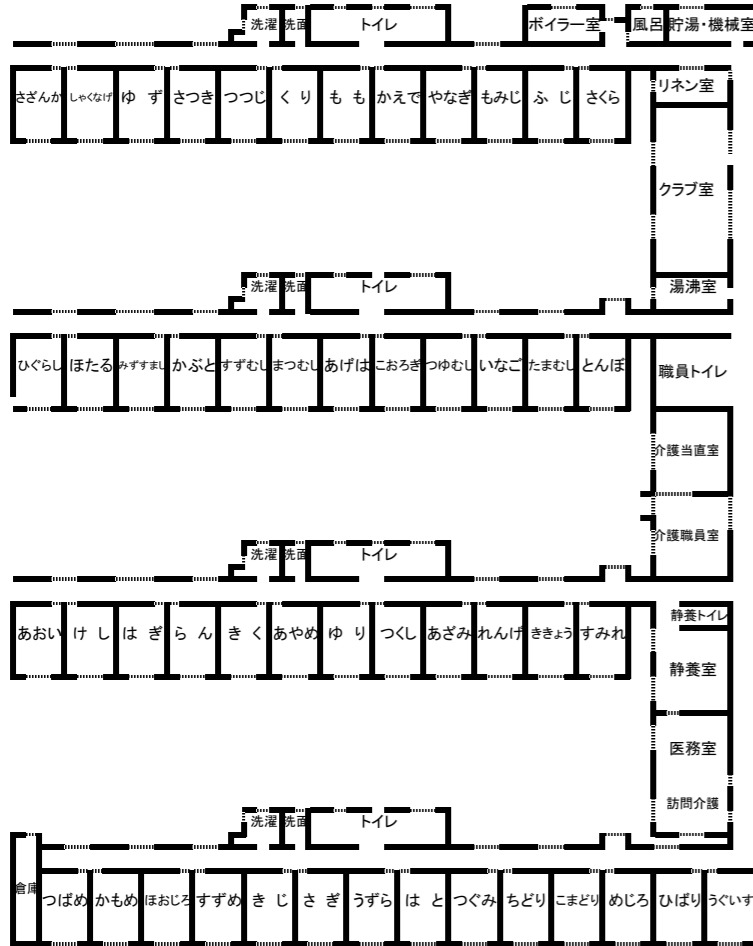 洗濯 洗面 トイレ ボイラー室 風呂 貯湯・機械室
さざんか しゃくなげ ゆず さつき つつじ くり もも かえで やなぎ もみじ ふじ さくら リネン室
クラブ室
洗濯 洗面 トイレ 湯沸室
ひぐらし ほたる みずすまし かぶと すずむし まつむし あげは こおろぎ つゆむし いなご たまむし とんぼ 職員トイレ
介護当直室
介護職員室
洗濯 洗面 トイレ
静養トイレ
あおい けし はぎ らん きく あやめ ゆり つくし あざみ れんげ ききょう すみれ
静養室
医務室
訪問介護
洗濯 洗面 トイレ
倉庫 つばめ かもめ ほおじろ すずめ きじ さぎ うずら はと つぐみ ちどり こまどり めじろ ひばり うぐいす